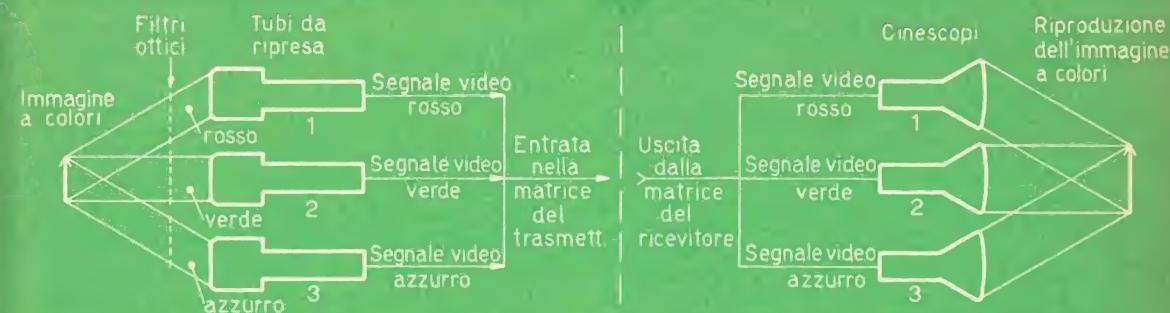 Filtri
ottici
Tubi da
ripresa
Immagine
a colori
rosso
1
Segnale video
rosso
verde
2
Segnale video
verde
azzurro
3
Segnale video
azzurro
Entrata
nella
matrice
del
trasmett.
Uscita
dalla
matrice
del
ricevitore
Segnale video
rosso
1
Segnale video
verde
2
Segnale video
azzurro
3
Cinescopi
Riproduzione
dell'immagine
a colori